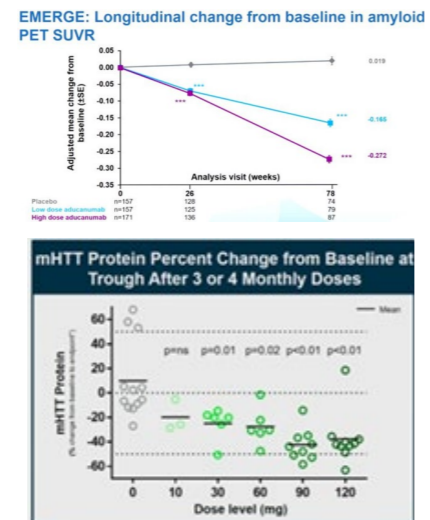 EMERGE: Longitudinal change from baseline in amyloid
PET SUVR
Adjusted mean change from
baseline (±SE)
0.05
0.00
-0.05
-0.10
-0.15
-0.20
-0.25
-0.30
-0.35
***
***
***
***
0.019
-0.165
-0.272
Analysis visit (weeks)
0 26 78
Placebo n=157 128 74
Low dose aducanumab n=157 125 79
High dose aducanumab n=171 136 87
mHTT Protein Percent Change from Baseline at
Trough After 3 or 4 Monthly Doses
Mean
mHTT Protein
(% change from baseline to endpoint*)
60
40
20
0
-20
-40
-60
p=ns p=0.01 p=0.02 p<0.01 p<0.01
0 10 30 60 90 120
Dose level (mg)